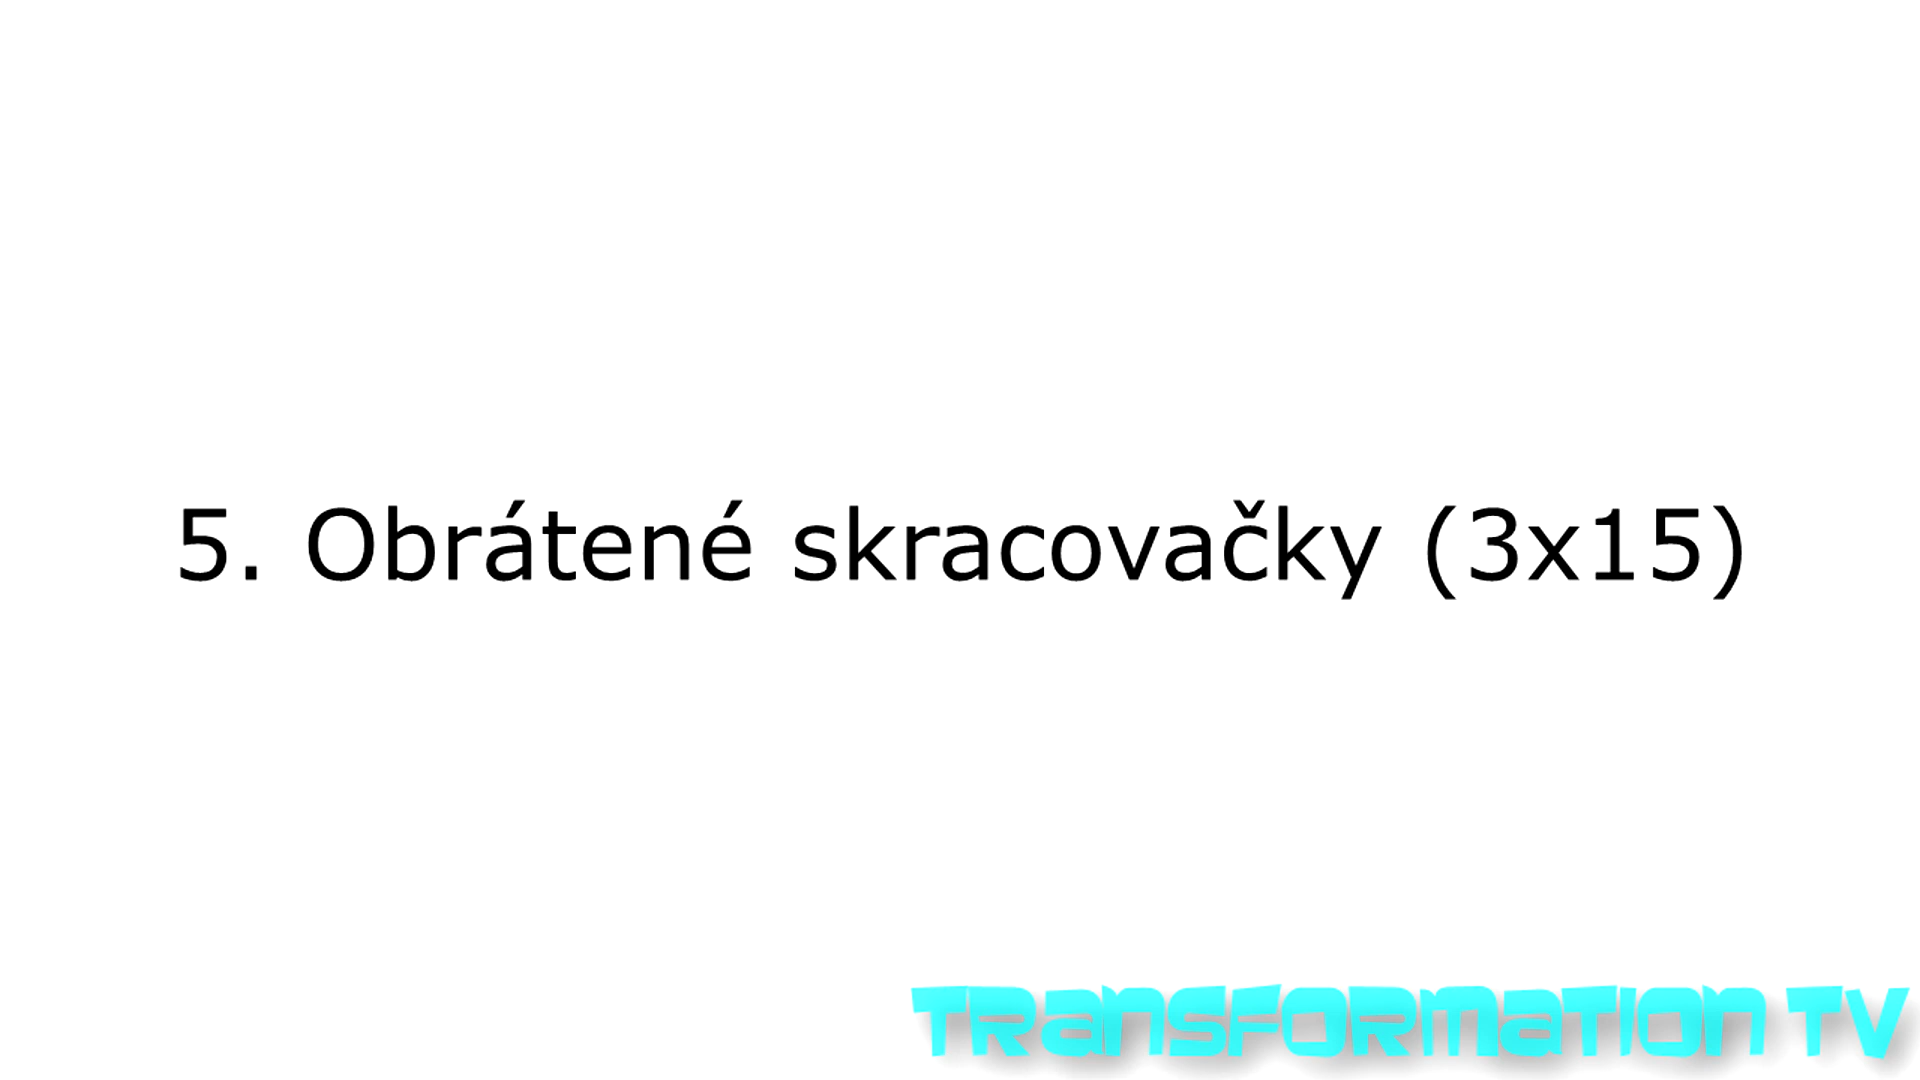 5. Obrátené skracovačky (3x15)
TRANSFORMATION TV